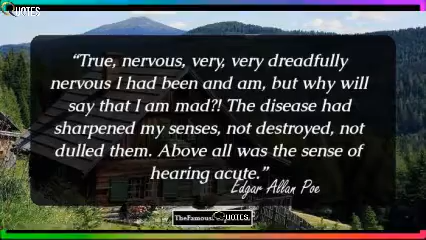 QUOTES
“True, nervous, very, very dreadfully
nervous I had been and am, but why will
say that I am mad?! The disease had
sharpened my senses, not destroyed, not
dulled them. Above all was the sense of
hearing acute.”
Edgar Allan Poe
TheFamous QUOTES.